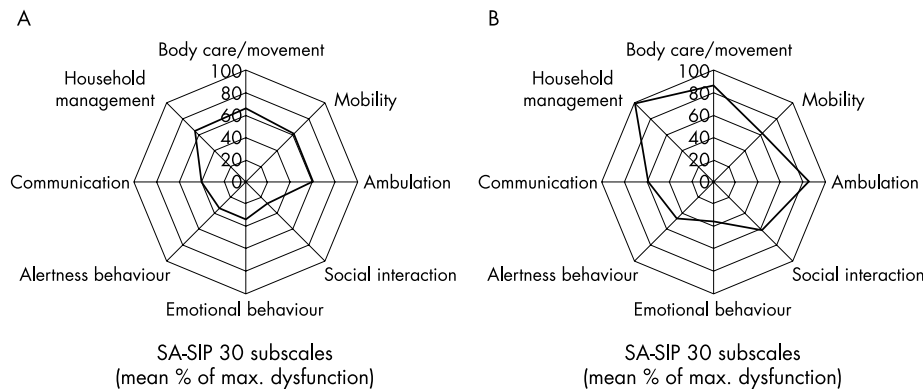 A
Body care/movement
100
80
60
40
20
0
Household
management
Mobility
Communication
Ambulation
Alertness behaviour
Social interaction
Emotional behaviour
SA-SIP 30 subscales
(mean % of max. dysfunction)
B
Body care/movement
100
80
60
40
20
0
Household
management
Mobility
Communication
Ambulation
Alertness behaviour
Social interaction
Emotional behaviour
SA-SIP 30 subscales
(mean % of max. dysfunction)